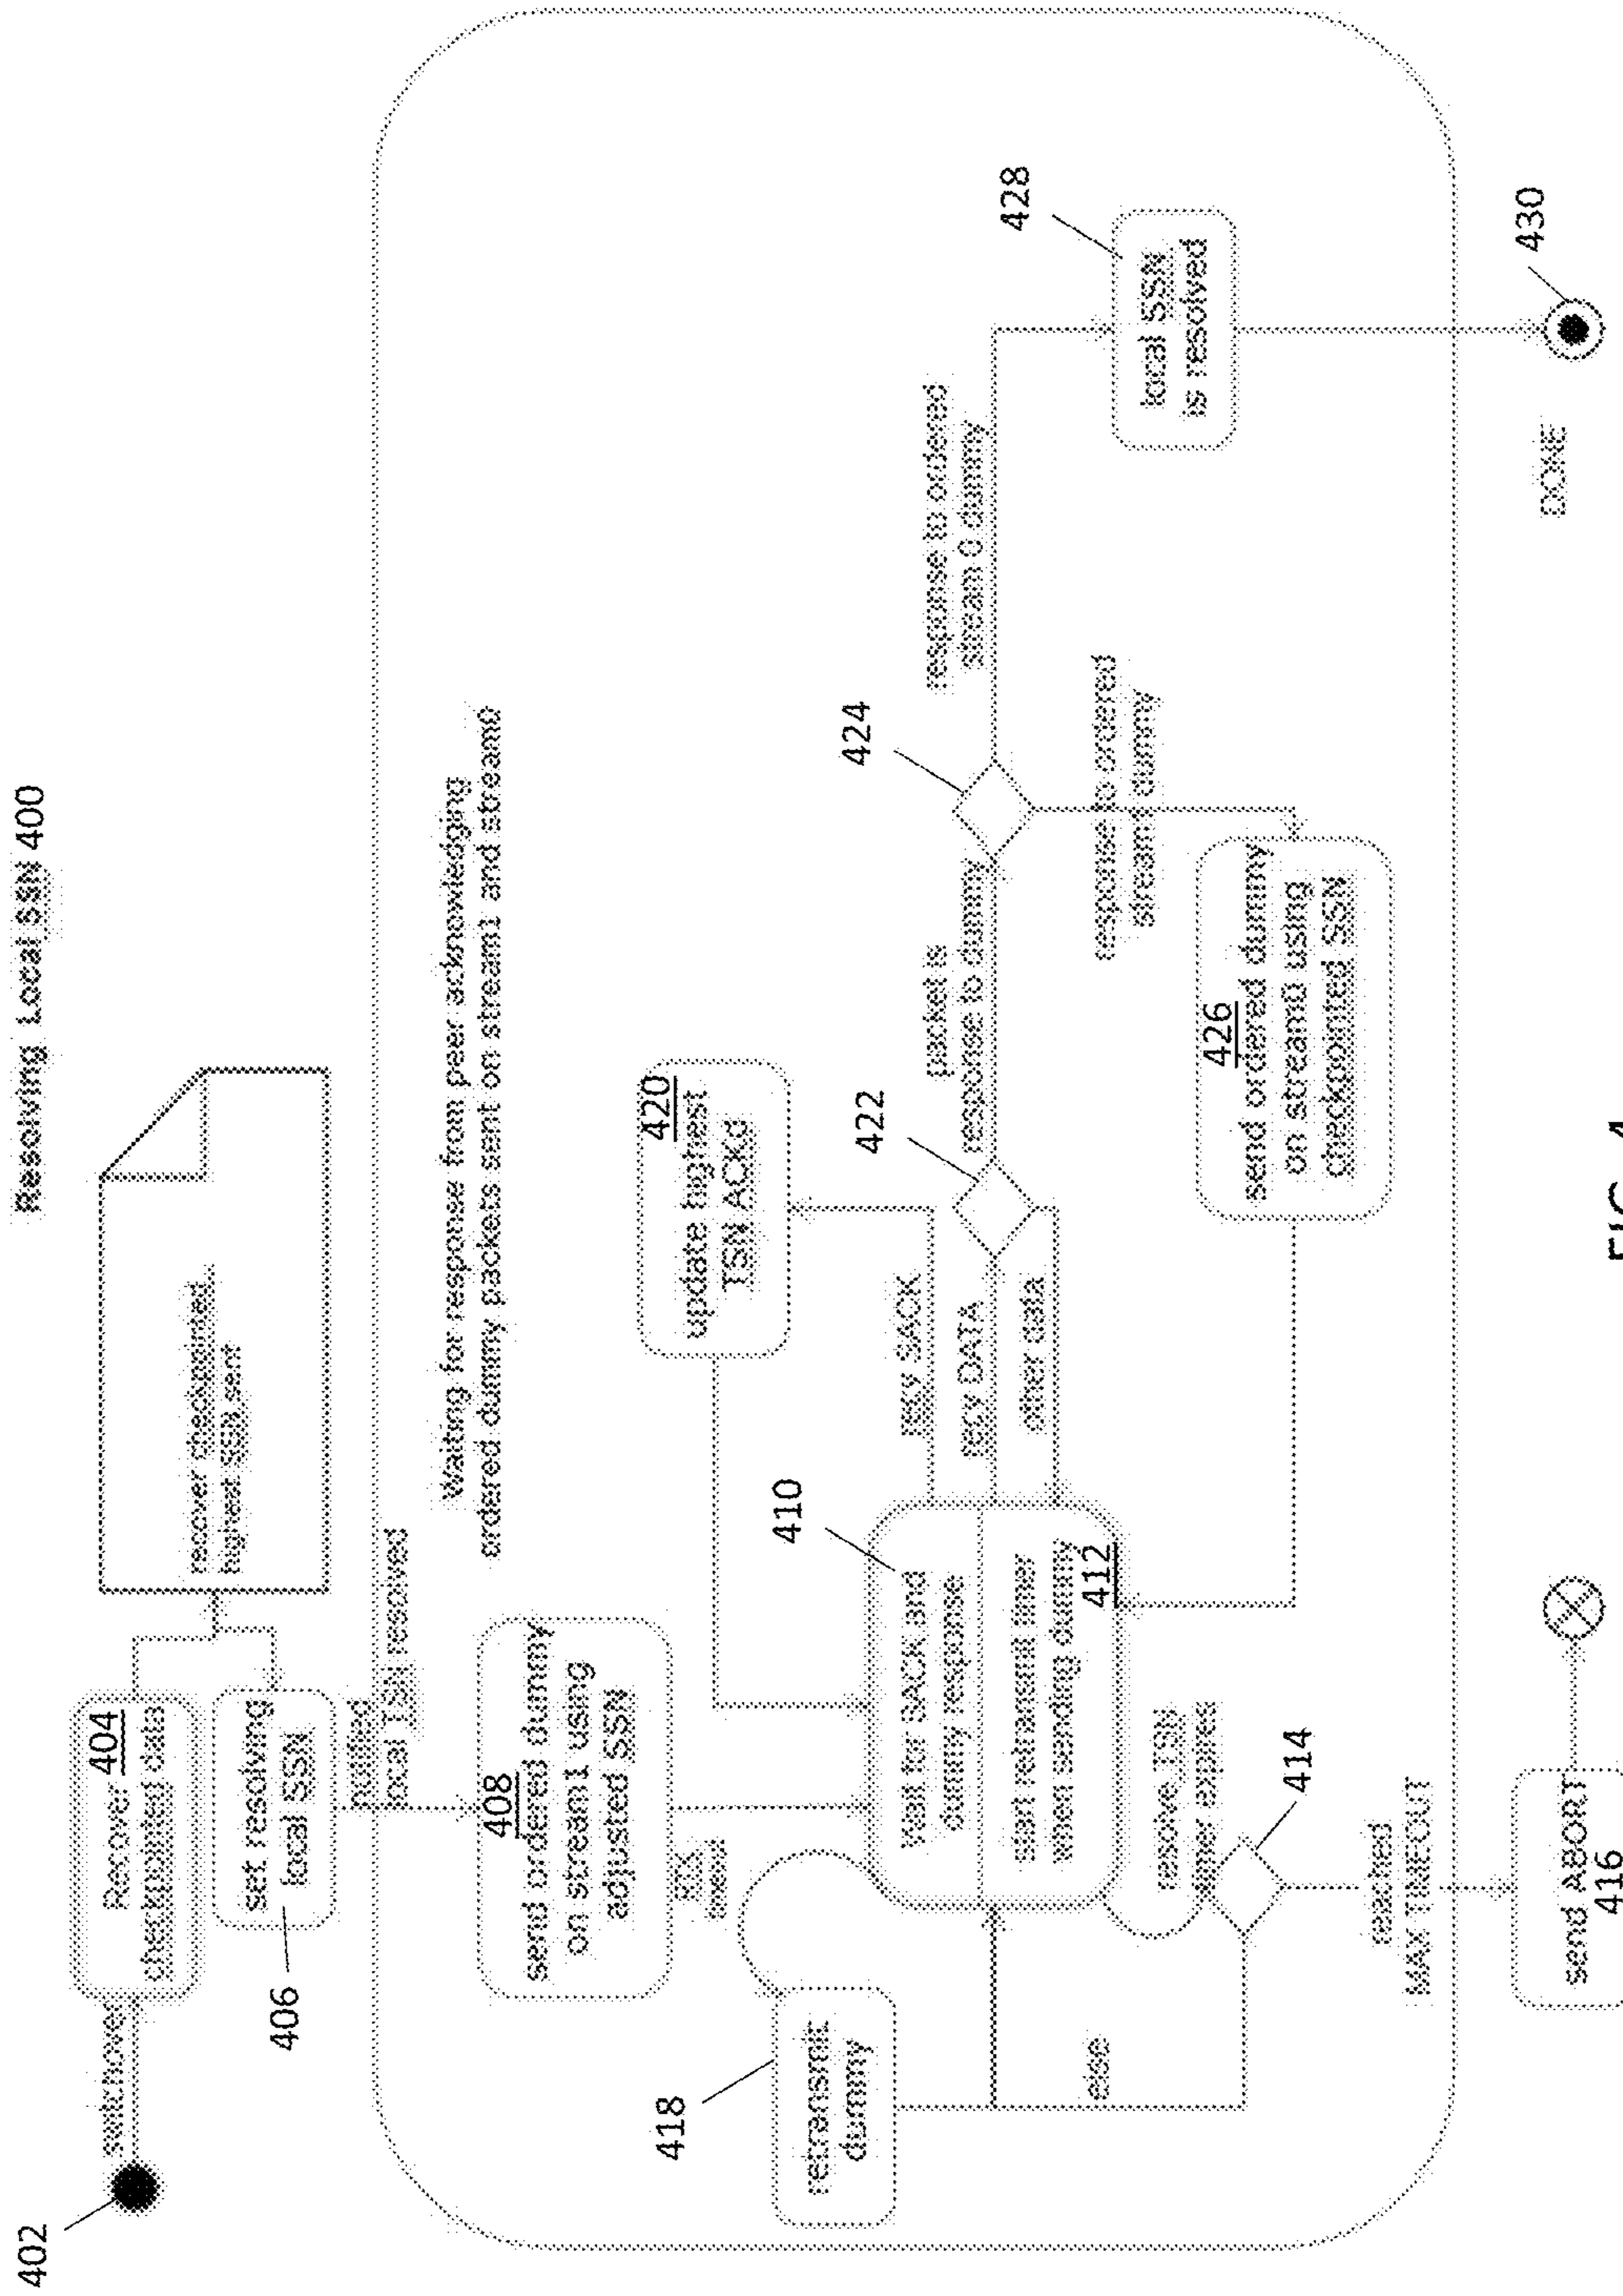 Resolving Local SSN 400
402
switchover
404
Recover
checkpointed data
recover checkpointed
highest SSN sent
406
set resolving
local SSN
notified
local TSN resolved
Waiting for response from peer acknowledging
ordered dummy packets sent on stream1 and stream0
408
send ordered dummy
on stream1 using
adjusted SSN
RTX
timer
418
retransmit
dummy
410
wait for SACK and
dummy response
start retransmit timer
when sending dummy
412
420
update highest
TSN ACKd
recv SACK
recv DATA
other data
422
packet is
response to dummy
424
response to ordered
stream 0 dummy
response to ordered
stream1 dummy
426
send ordered dummy
on stream0 using
checkpointed SSN
428
local SSN
is resolved
resolve TSN
timer expires
414
else
reached
MAX TIMEOUT
send ABORT
416
DONE
430